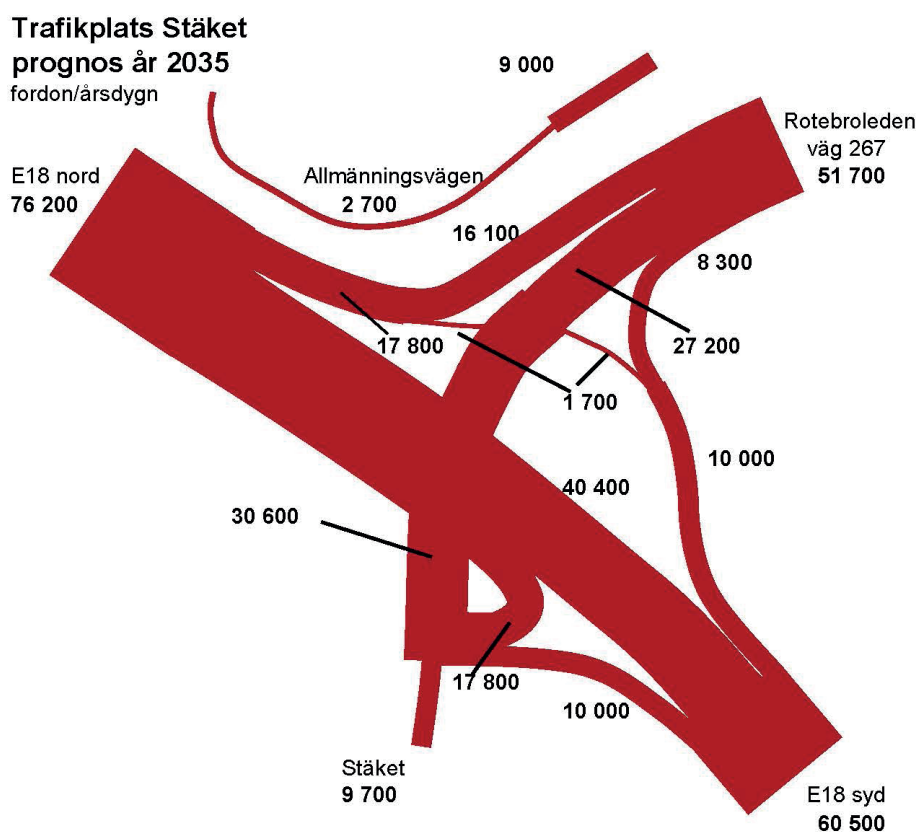 Trafikplats Stäket
prognos år 2035
fordon/årsdygn
9 000
Rotebroleden
väg 267
51 700
E18 nord
76 200
Allmänningsvägen
2 700
16 100
8 300
17 800
27 200
1 700
10 000
40 400
30 600
17 800
10 000
Stäket
9 700
E18 syd
60 500